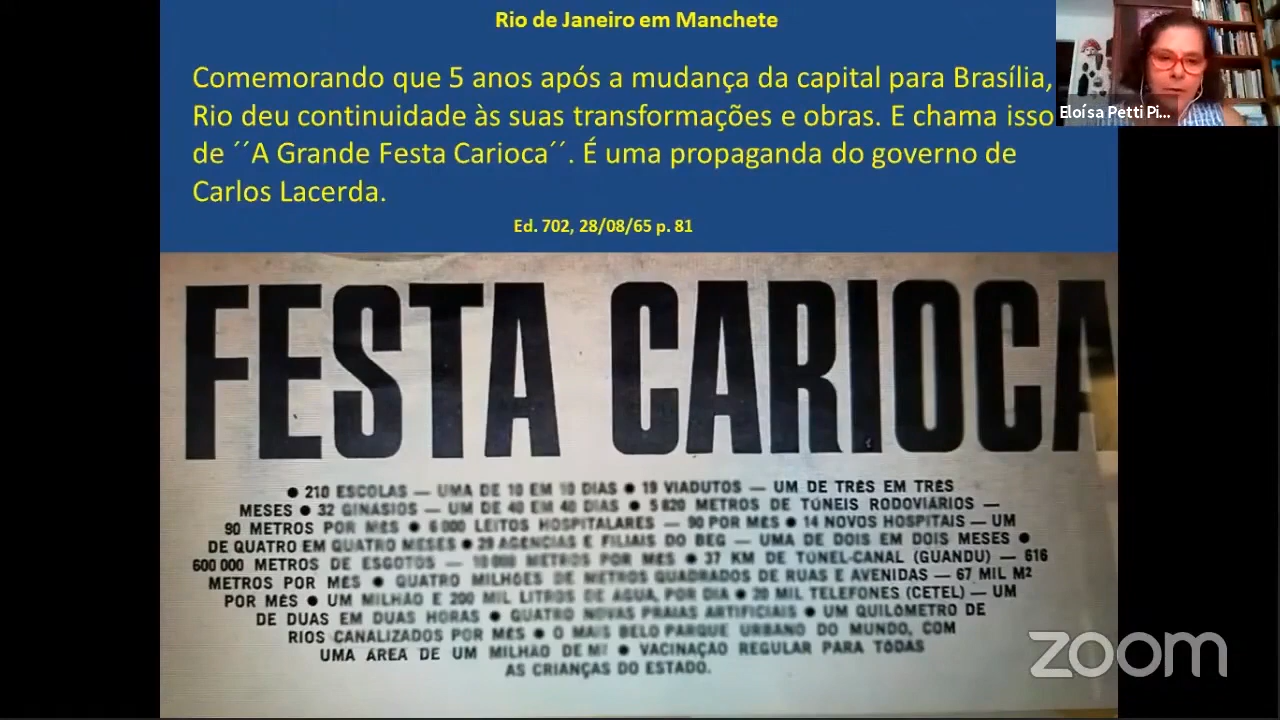 Rio de Janeiro em Manchete
Comemorando que 5 anos após a mudança da capital para Brasília,
Rio deu continuidade às suas transformações e obras. E chama isso
de ´´A Grande Festa Carioca´´. É uma propaganda do governo de
Carlos Lacerda.
Ed. 702, 28/08/65 p. 81
Eloísa Petti Pi...
FESTA CARIOCA
● 210 ESCOLAS — UMA DE 10 EM 10 DIAS ● 19 VIADUTOS — UM DE TRÊS EM TRÊS
MESES ● 32 GINÁSIOS — UM DE 40 EM 40 DIAS ● 5 820 METROS DE TÚNEIS RODOVIÁRIOS —
90 METROS POR MÊS ● 6 000 LEITOS HOSPITALARES — 90 POR MÊS ● 14 NOVOS HOSPITAIS — UM
DE QUATRO EM QUATRO MESES ● 29 AGÊNCIAS E FILIAIS DO BEG — UMA DE DOIS EM DOIS MESES ●
600 000 METROS DE ESGOTOS — 10 000 METROS POR MÊS ● 37 KM DE TÚNEL-CANAL (GUANDU) — 616
METROS POR MÊS ● QUATRO MILHÕES DE METROS QUADRADOS DE RUAS E AVENIDAS — 67 MIL M²
POR MÊS ● UM MILHÃO E 200 MIL LITROS DE ÁGUA, POR DIA ● 20 MIL TELEFONES (CETEL) — UM
DE DUAS EM DUAS HORAS ● QUATRO NOVAS PRAIAS ARTIFICIAIS ● UM QUILÔMETRO DE
RIOS CANALIZADOS POR MÊS ● O MAIS BELO PARQUE URBANO DO MUNDO, COM
UMA ÁREA DE UM MILHÃO DE M² ● VACINAÇÃO REGULAR PARA TÔDAS
AS CRIANÇAS DO ESTADO.
zoom